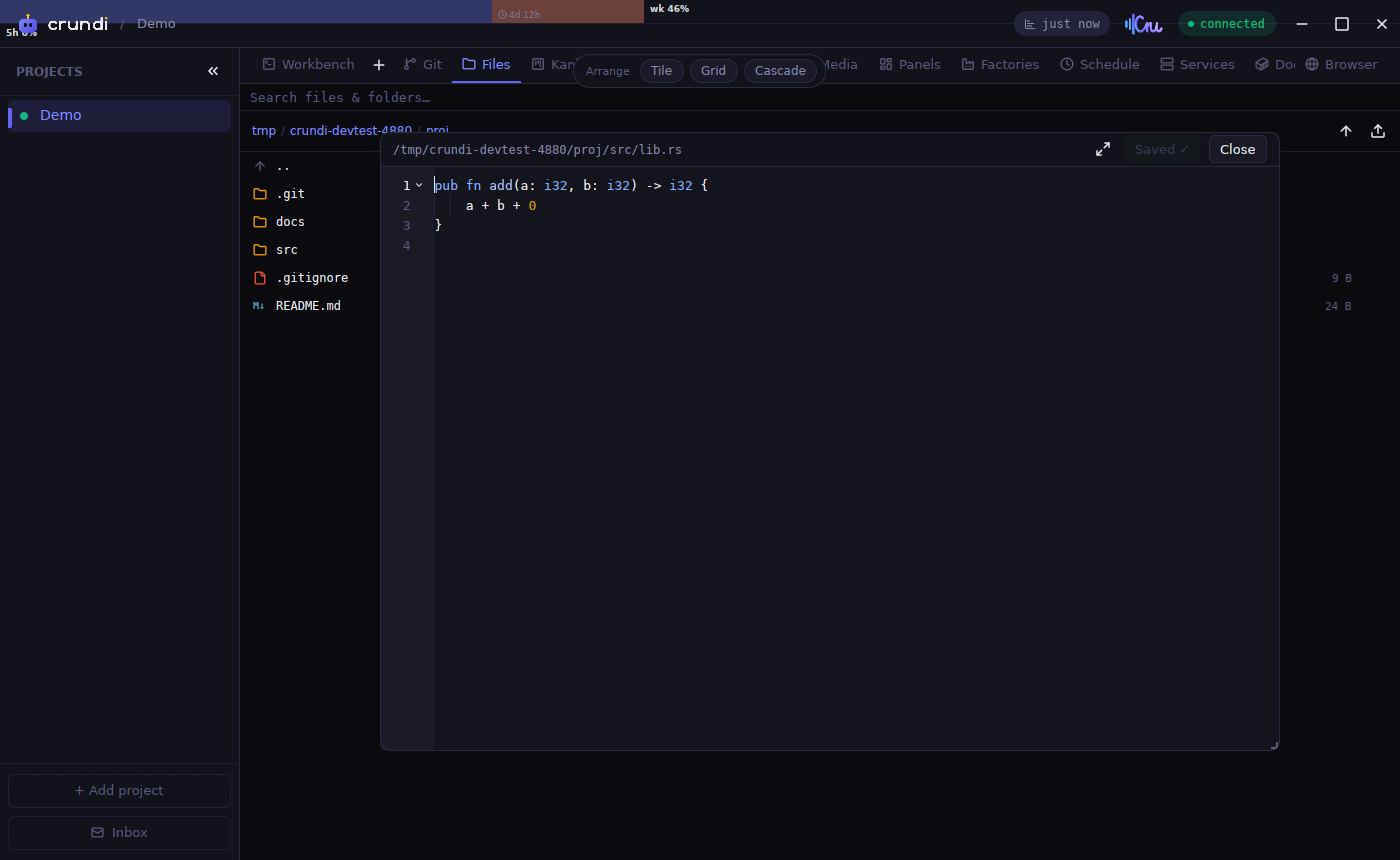 4d 12h
wk 46%
crundi / Demo
just now
Cru
connected
PROJECTS
Workbench
Git
Files
Arrange
Tile
Grid
Cascade
Panels
Factories
Schedule
Services
Browser
Demo
Search files & folders…
tmp / crundi-devtest-4880 / proj
/tmp/crundi-devtest-4880/proj/src/lib.rs
Saved ✓
Close
..
.git
docs
src
.gitignore
9 B
README.md
24 B
1 pub fn add(a: i32, b: i32) -> i32 {
2 a + b + 0
3 }
4
+ Add project
Inbox